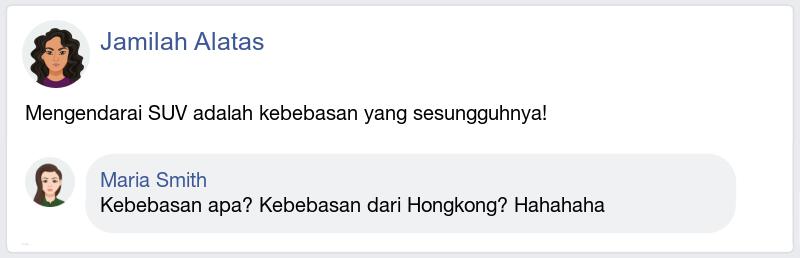 Jamilah Alatas
Mengendarai SUV adalah kebebasan yang sesungguhnya!
Maria Smith
Kebebasan apa? Kebebasan dari Hongkong? Hahahaha